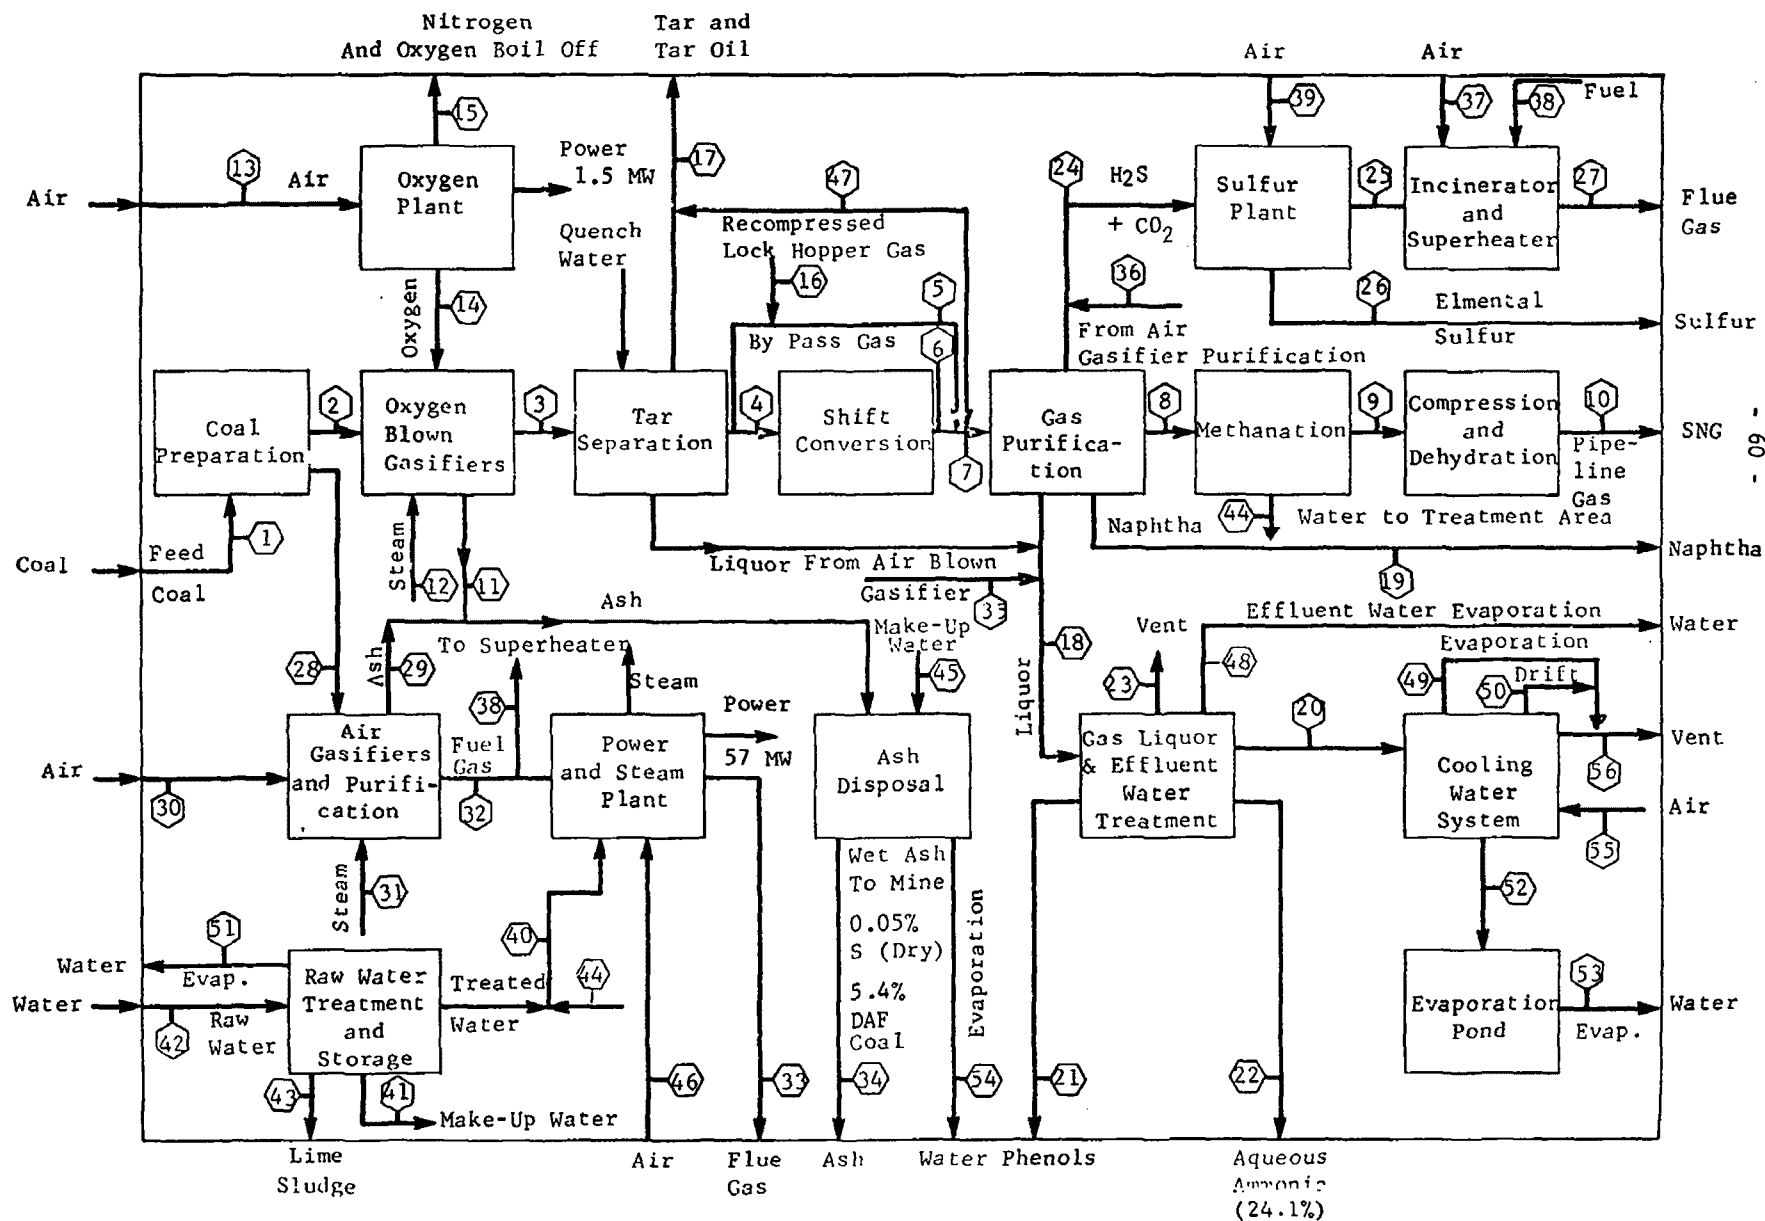 Nitrogen
And Oxygen Boil Off
Tar and
Tar Oil
Air
Air
Fuel
15
17
39
37
38
13
Air
Air
Oxygen
Plant
Power
1.5 MW
47
Recompressed
Lock Hopper Gas
Quench
Water
24
H2S
+ CO2
Sulfur
Plant
25
Incinerator
and
Superheater
27
Flue
Gas
Oxygen
14
16
5
By Pass Gas
6
36
From Air
Gasifier Purification
26
Elmental
Sulfur
Sulfur
Coal
Preparation
2
Oxygen
Blown
Gasifiers
3
Tar
Separation
4
Shift
Conversion
7
Gas
Purifica-
tion
8
Methanation
9
Compression
and
Dehydration
10
Pipe-
line
Gas
SNG
- 60 -
Coal
Feed
Coal
1
Steam
12
11
Liquor From Air Blown
Gasifier
35
Naphtha
44
Water to Treatment Area
19
Naphtha
28
Ash
29
Ash
To Superheater
38
Steam
Make-Up
Water
45
18
Liquor
Vent
23
48
Effluent Water Evaporation
Water
Evaporation
49
50
Drift
Air
30
Air
Gasifiers
and Purifi-
cation
Fuel
Gas
32
Power
and Steam
Plant
Power
57 MW
Ash
Disposal
Gas Liquor
& Effluent
Water
Treatment
20
Cooling
Water
System
56
Vent
55
Air
Steam
31
40
44
Wet Ash
To Mine
0.05%
S (Dry)
5.4%
DAF
Coal
Evaporation
52
51
Water
Evap.
Water
42
Raw
Water
Raw Water
Treatment
and
Storage
Treated
Water
Evaporation
Pond
53
Evap.
Water
43
41
Make-Up Water
46
33
34
54
21
22
Lime
Sludge
Air
Flue
Gas
Ash
Water
Phenols
Aqueous
Ammonia
(24.1%)